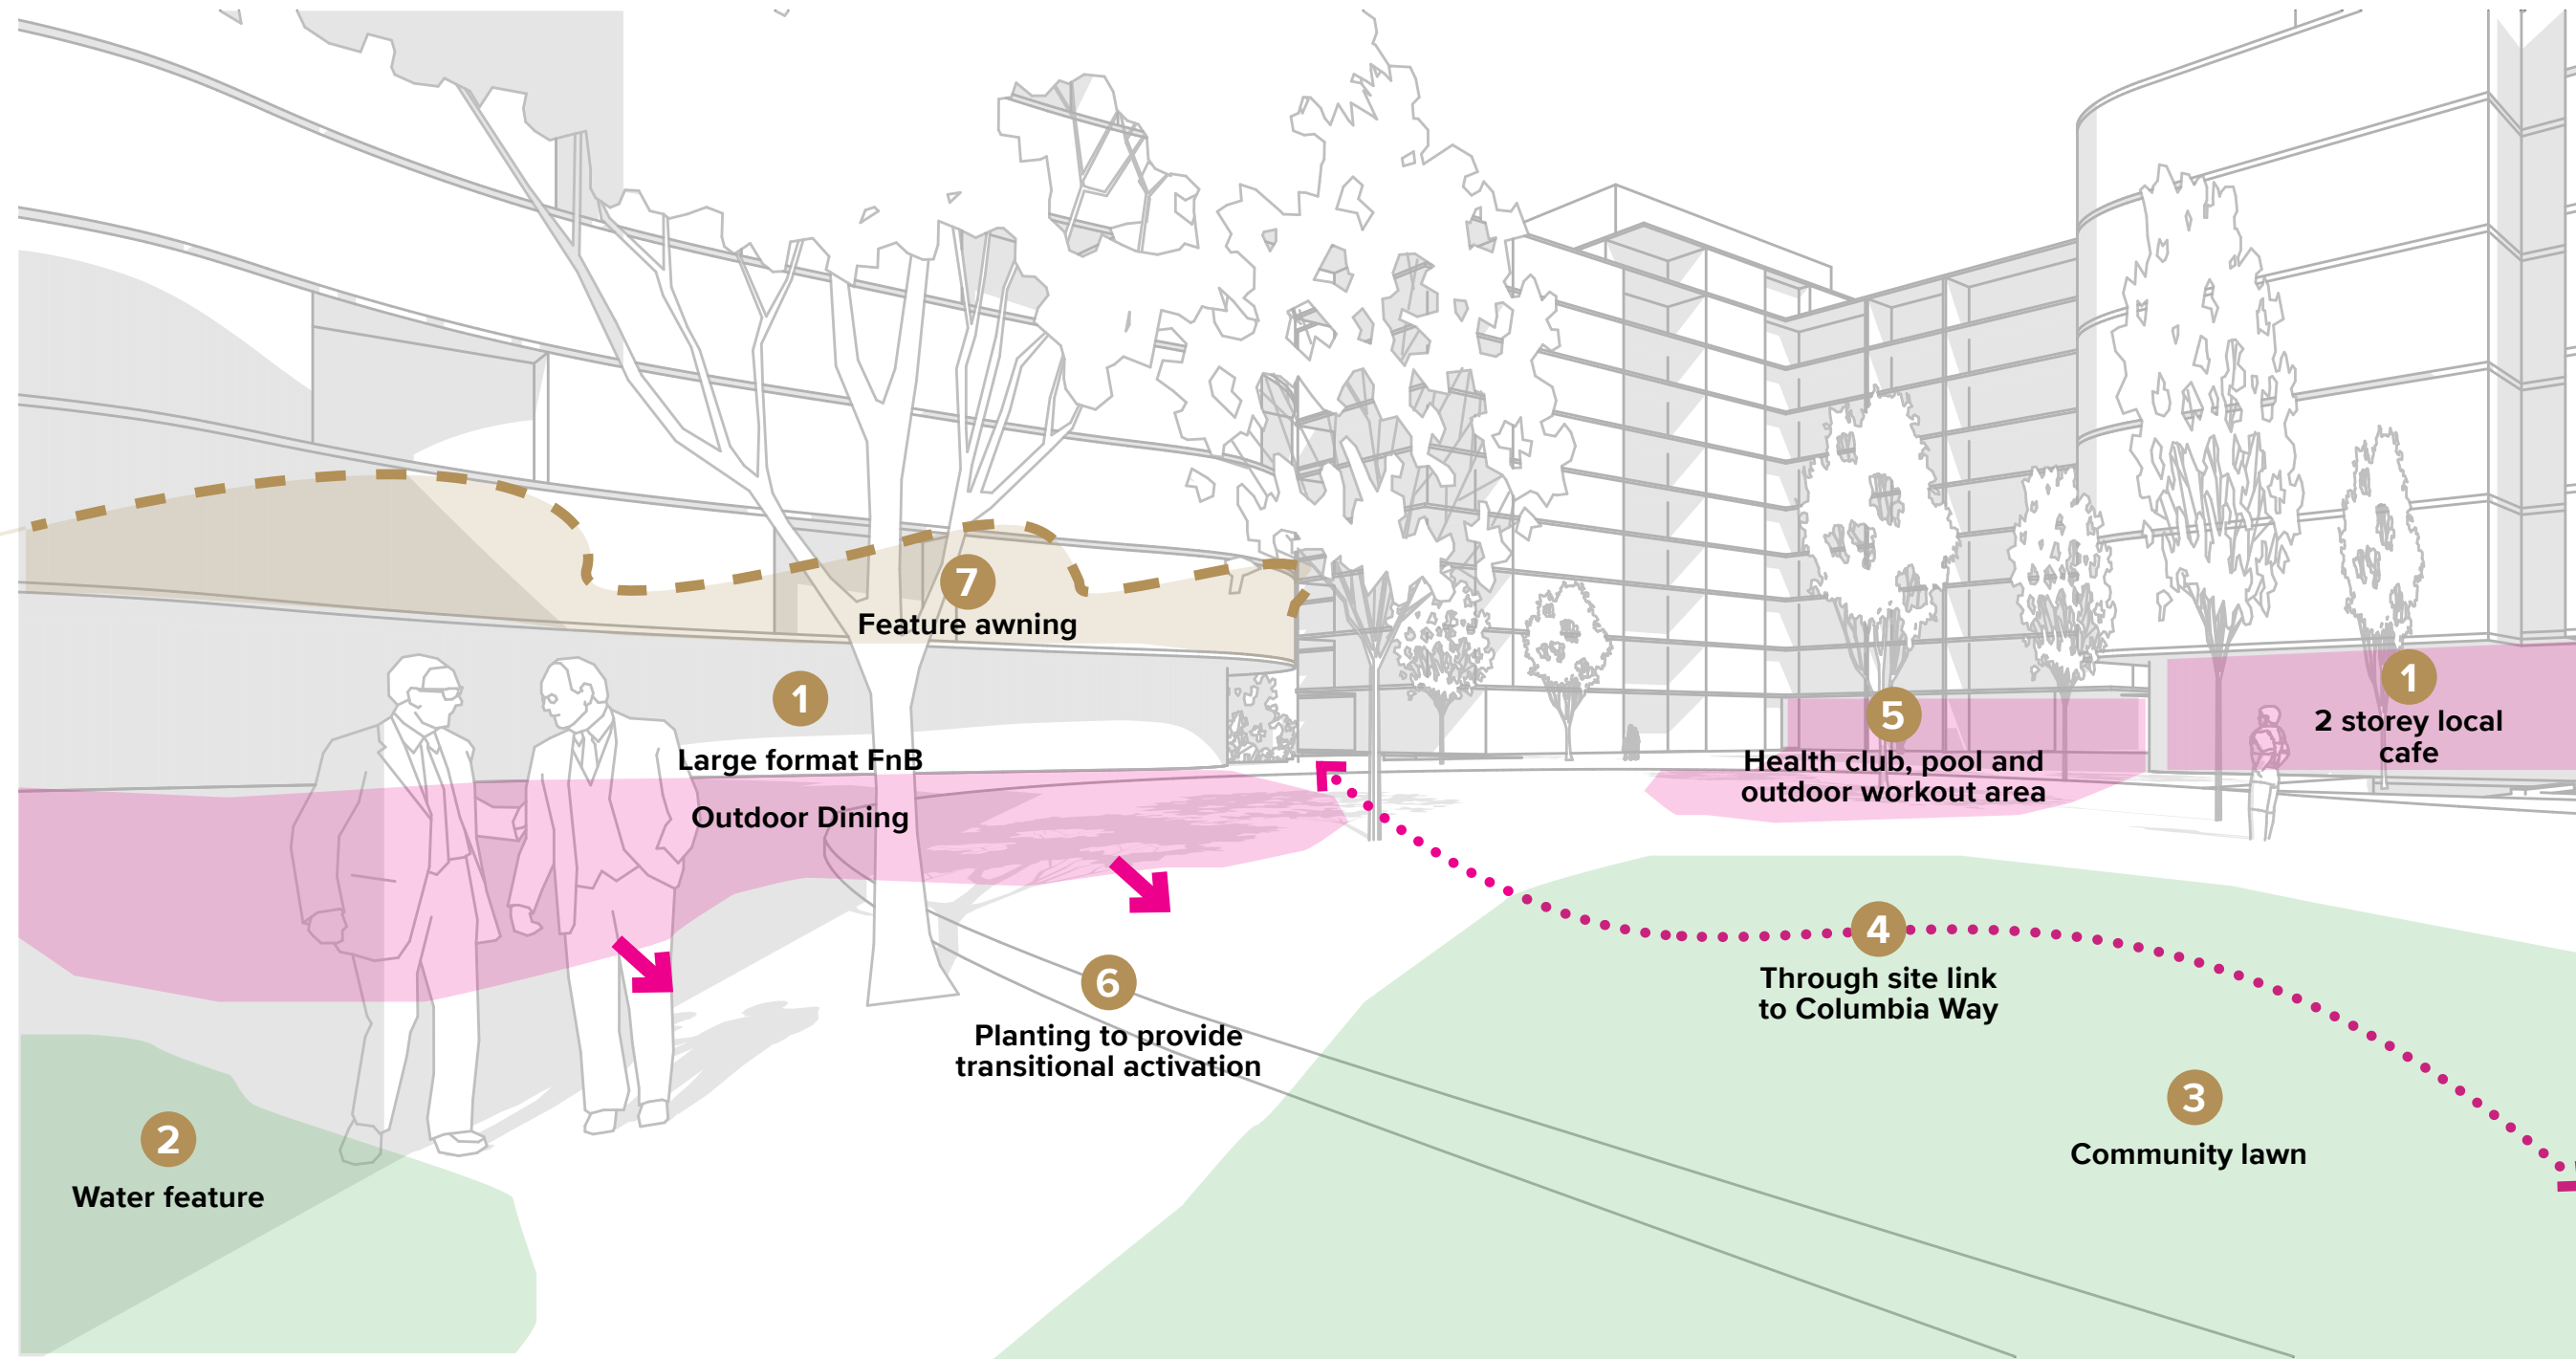 7
Feature awning
1
Large format FnB
Outdoor Dining
1
2 storey local
cafe
5
Health club, pool and
outdoor workout area
4
Through site link
to Columbia Way
6
Planting to provide
transitional activation
3
Community lawn
2
Water feature